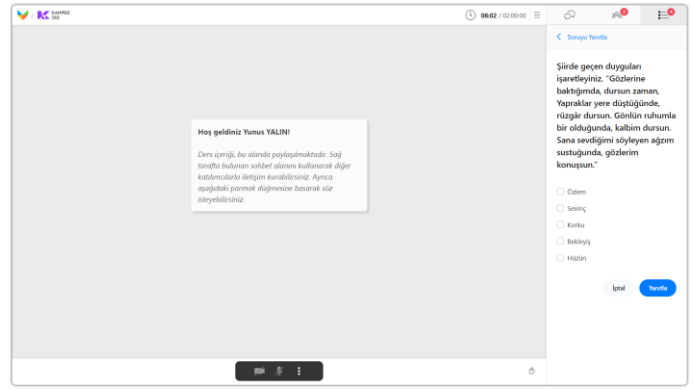 KAMPÜS
365
08:02 / 02:00:00
Soruyu Yanıtla
Şiirde geçen duyguları
işaretleyiniz. "Gözlerine
baktığımda, dursun zaman,
Yapraklar yere düştüğünde,
rüzgâr dursun. Gönlün ruhumla
bir olduğunda, kalbim dursun.
Sana sevdiğimi söyleyen ağzım
sustuğunda, gözlerim
konuşsun."
Özlem
Sevinç
Korku
Bekleyiş
Hüzün
İptal
Yanıtla
Hoş geldiniz Yunus YALIN!
Ders içeriği, bu alanda paylaşılmaktadır. Sağ
tarafta bulunan sohbet alanını kullanarak diğer
katılımcılarla iletişim kurabilirsiniz. Ayrıca
aşağıdaki parmak düğmesine basarak söz
isteyebilirsiniz.